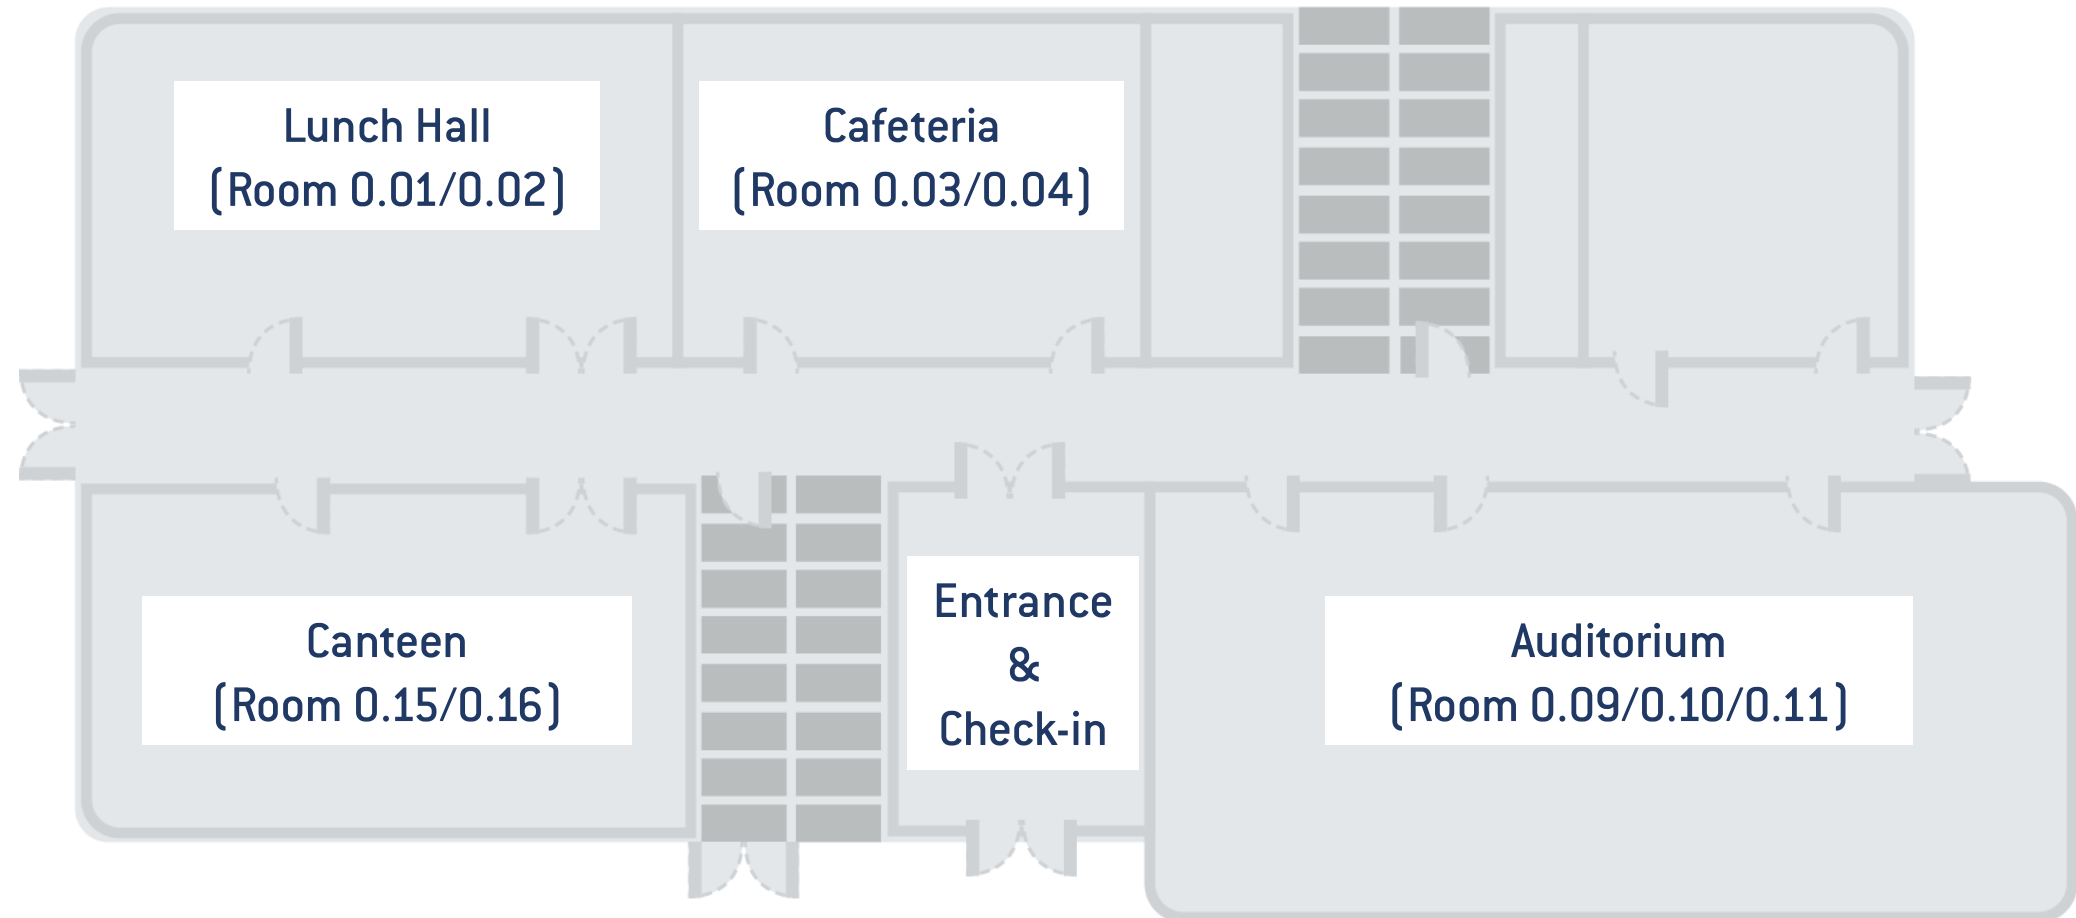 Lunch Hall
(Room 0.01/0.02)
Cafeteria
(Room 0.03/0.04)
Canteen
(Room 0.15/0.16)
Entrance
&
Check-in
Auditorium
(Room 0.09/0.10/0.11)